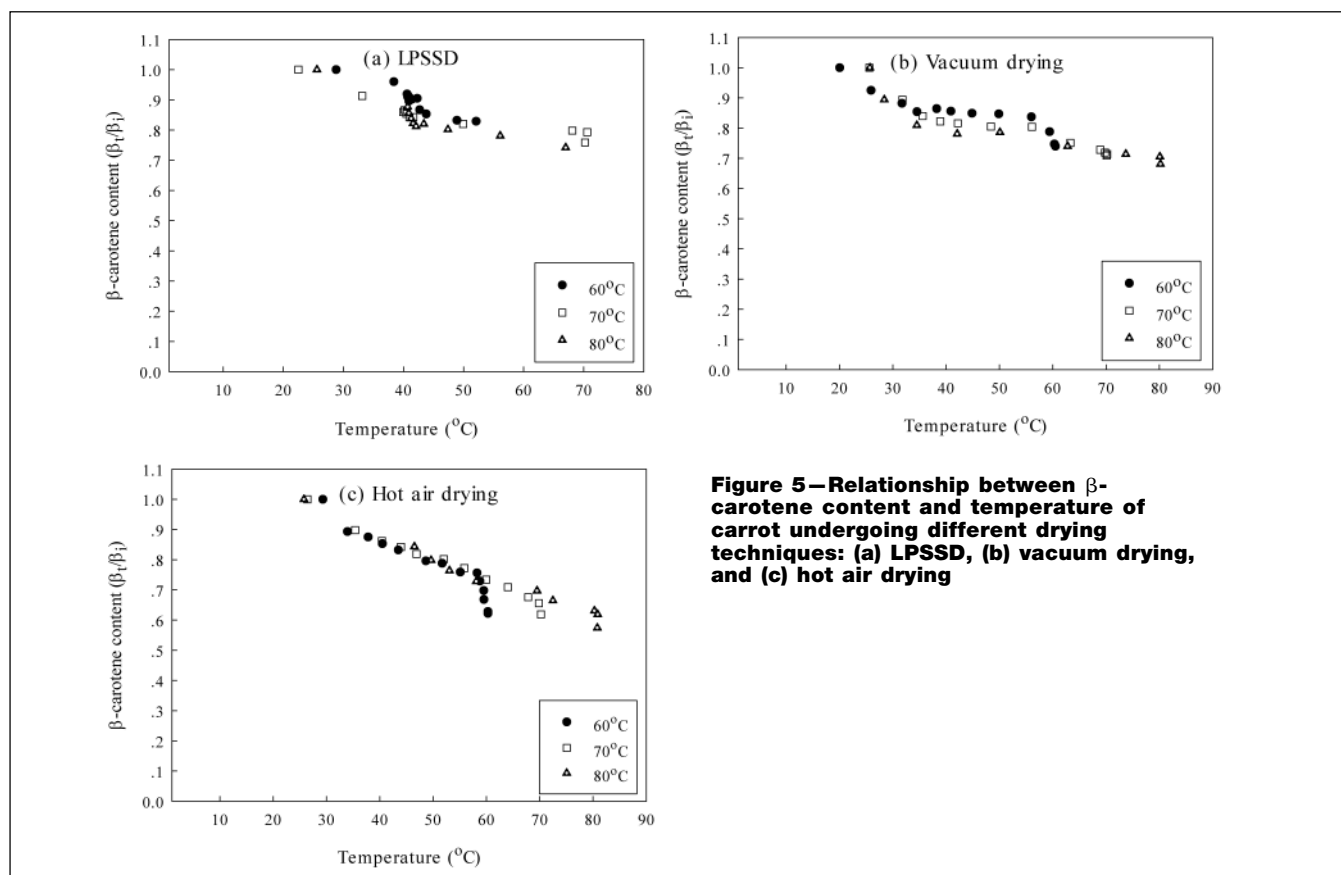 (a) LPSSD
1.1
1.0
.9
.8
.7
.6
.5
.4
.3
.2
.1
0.0
β-carotene content (βt/βi)
60°C
70°C
80°C
10 20 30 40 50 60 70 80
Temperature (°C)
(b) Vacuum drying
1.1
1.0
.9
.8
.7
.6
.5
.4
.3
.2
.1
0.0
β-carotene content (βt/βi)
60°C
70°C
80°C
10 20 30 40 50 60 70 80 90
Temperature (°C)
(c) Hot air drying
1.1
1.0
.9
.8
.7
.6
.5
.4
.3
.2
.1
0.0
β-carotene content (βt/βi)
60°C
70°C
80°C
10 20 30 40 50 60 70 80 90
Temperature (°C)
Figure 5—Relationship between β-
carotene content and temperature of
carrot undergoing different drying
techniques: (a) LPSSD, (b) vacuum drying,
and (c) hot air drying